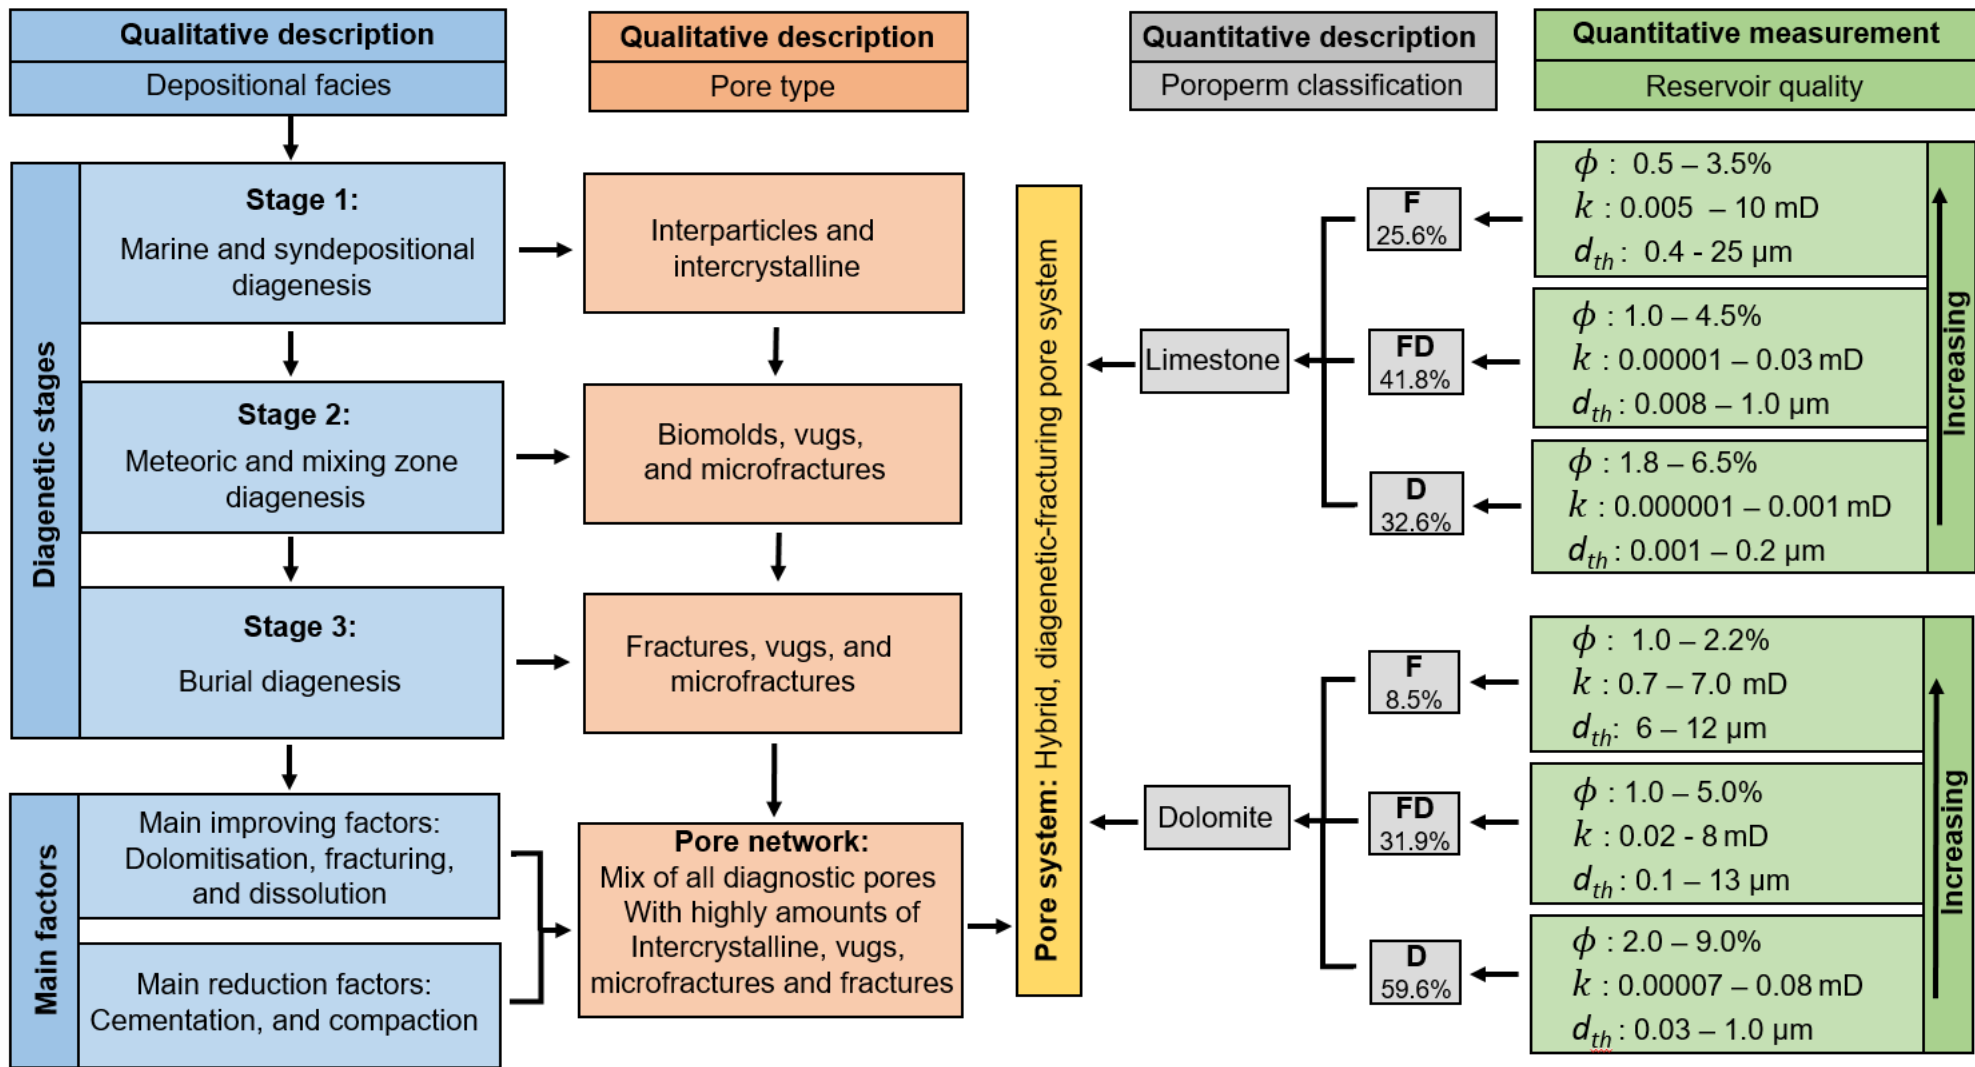 Qualitative description
Depositional facies
Diagenetic stages
Stage 1:
Marine and syndepositional
diagenesis
Stage 2:
Meteoric and mixing zone
diagenesis
Stage 3:
Burial diagenesis
Main factors
Main improving factors:
Dolomitisation, fracturing,
and dissolution
Main reduction factors:
Cementation, and compaction
Qualitative description
Pore type
Interparticles and
intercrystalline
Biomolds, vugs,
and microfractures
Fractures, vugs, and
microfractures
Pore network:
Mix of all diagnostic pores
With highly amounts of
Intercrystalline, vugs,
microfractures and fractures
Pore system: Hybrid, diagenetic-fracturing pore system
Quantitative description
Poroperm classification
Limestone
F
25.6%
FD
41.8%
D
32.6%
Dolomite
F
8.5%
FD
31.9%
D
59.6%
Quantitative measurement
Reservoir quality
ϕ : 0.5 – 3.5%
k : 0.005 – 10 mD
dth : 0.4 - 25 µm
ϕ : 1.0 – 4.5%
k : 0.00001 – 0.03 mD
dth : 0.008 – 1.0 µm
ϕ : 1.8 – 6.5%
k : 0.000001 – 0.001 mD
dth : 0.001 – 0.2 µm
Increasing
ϕ : 1.0 – 2.2%
k : 0.7 – 7.0 mD
dth: 6 – 12 µm
ϕ : 1.0 – 5.0%
k : 0.02 - 8 mD
dth : 0.1 – 13 µm
ϕ : 2.0 – 9.0%
k : 0.00007 – 0.08 mD
dth : 0.03 – 1.0 µm
Increasing